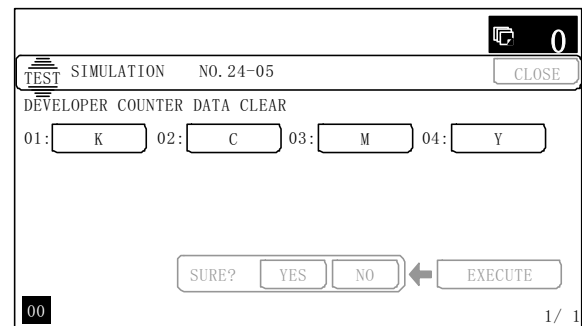 0
TEST SIMULATION NO.24-05 CLOSE
DEVELOPER COUNTER DATA CLEAR
01: K 02: C 03: M 04: Y
SURE? YES NO EXECUTE
00 1/ 1